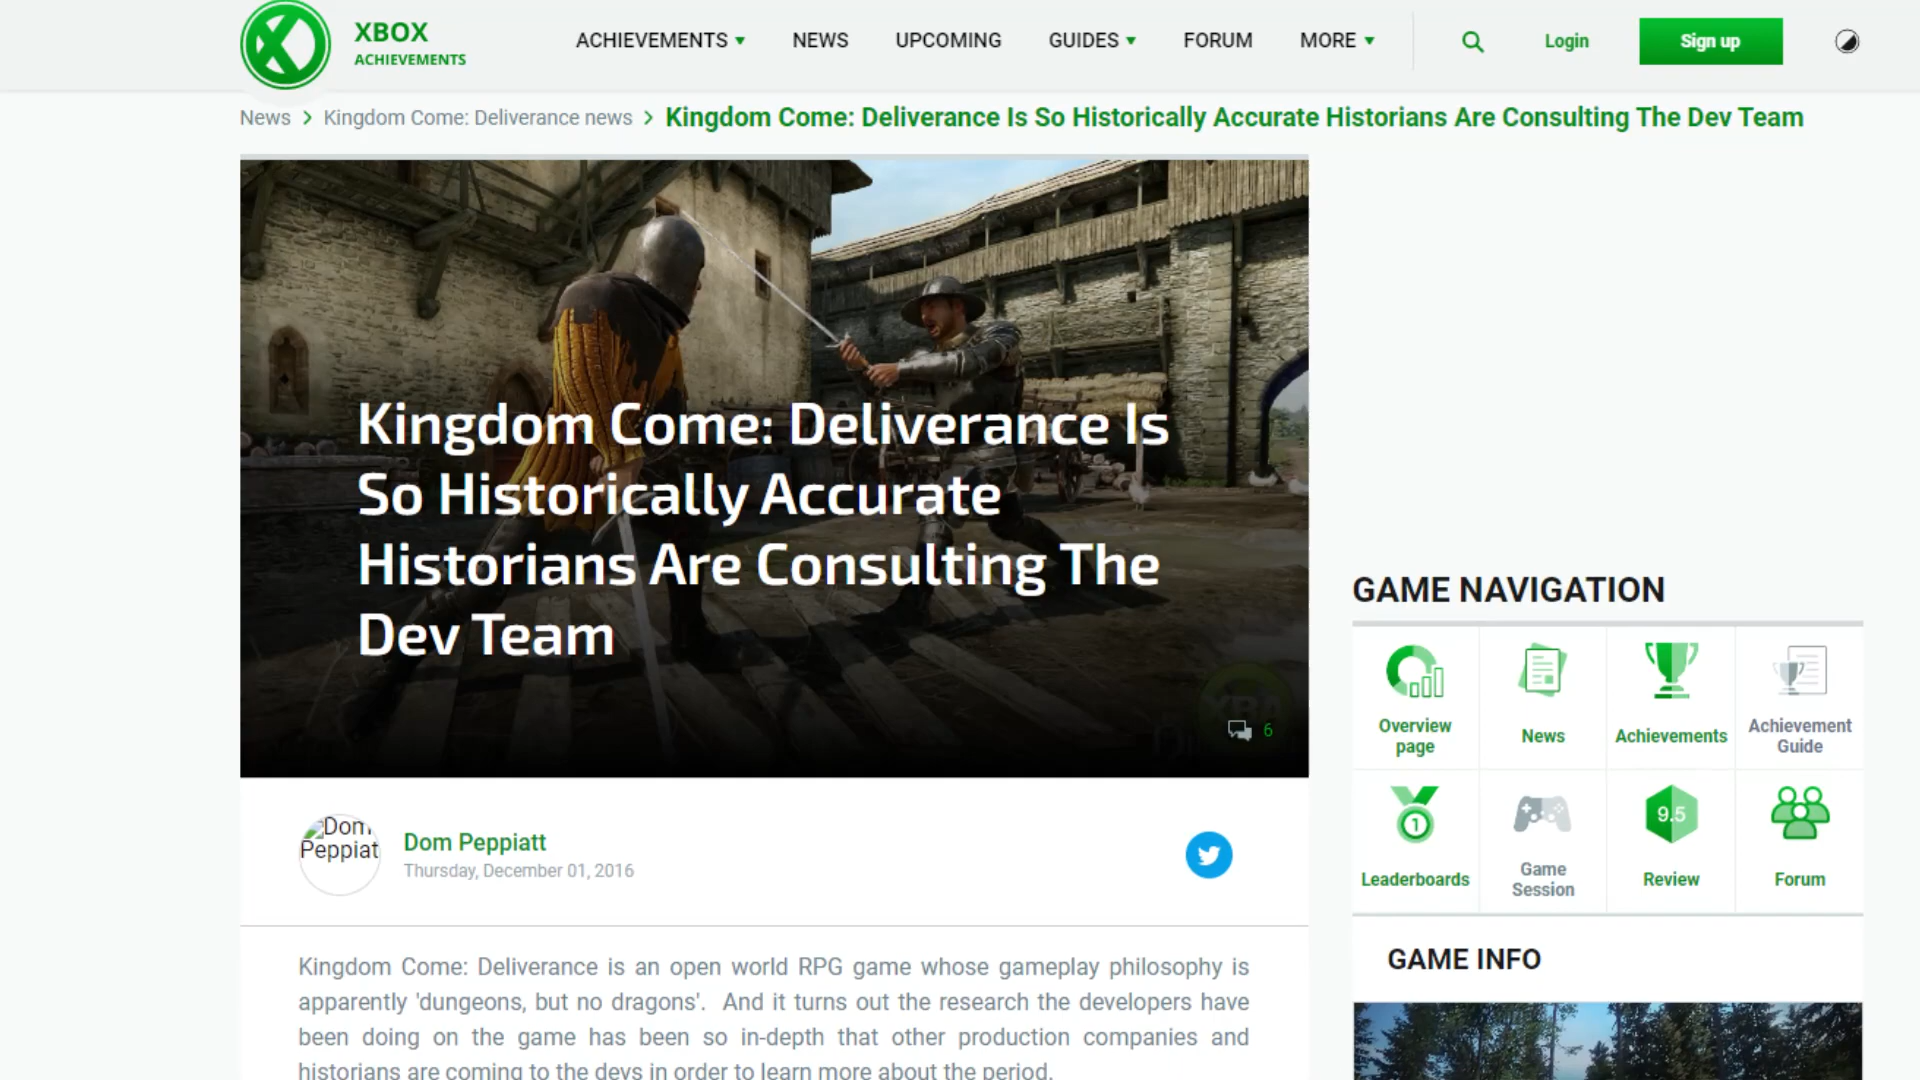 XBOX
ACHIEVEMENTS
ACHIEVEMENTS
NEWS
UPCOMING
GUIDES
FORUM
MORE
Login
Sign up
News > Kingdom Come: Deliverance news > Kingdom Come: Deliverance Is So Historically Accurate Historians Are Consulting The Dev Team
Kingdom Come: Deliverance Is
So Historically Accurate
Historians Are Consulting The
Dev Team
6
Dom
Peppiat
Dom Peppiatt
Thursday, December 01, 2016
Kingdom Come: Deliverance is an open world RPG game whose gameplay philosophy is
apparently 'dungeons, but no dragons'. And it turns out the research the developers have
been doing on the game has been so in-depth that other production companies and
historians are coming to the devs in order to learn more about the period.
GAME NAVIGATION
Overview
page
News
Achievements
Achievement
Guide
1
Leaderboards
Game
Session
9.5
Review
Forum
GAME INFO